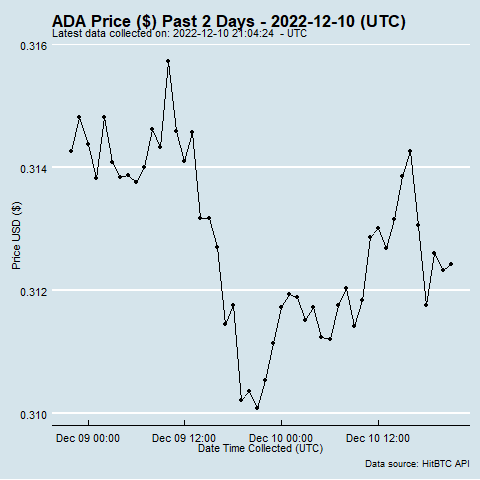 ADA Price ($) Past 2 Days - 2022-12-10 (UTC)
Latest data collected on: 2022-12-10 21:04:24  - UTC
0.316
0.314
0.312
0.310
Price USD ($)
Dec 09 00:00
Dec 09 12:00
Dec 10 00:00
Dec 10 12:00
Date Time Collected (UTC)
Data source: HitBTC API